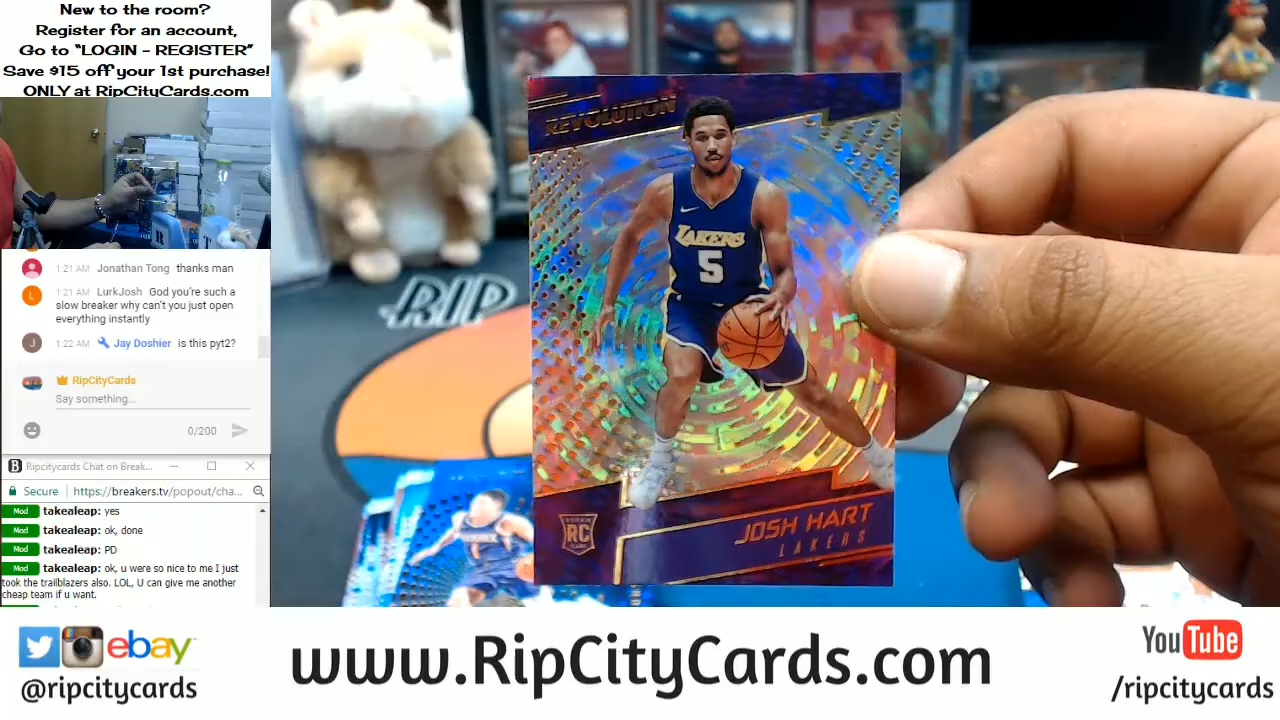 New to the room?
Register for an account,
Go to "LOGIN - REGISTER"
Save $15 off your 1st purchase!
ONLY at RipCityCards.com
1:21 AM Jonathan Tong thanks man
1:21 AM LurkJosh God you're such a
slow breaker why can't you just open
everything instantly
1:22 AM Jay Doshier is this pyt2?
RipCityCards
Say something...
0/200
Ripcitycards Chat on Break...
Secure https://breakers.tv/popout/cha...
Mod takealeap: yes
Mod takealeap: ok, done
Mod takealeap: PD
Mod takealeap: ok, u were so nice to me I just
took the trailblazers also. LOL, U can give me another
cheap team if u want.
REVOLUTION
LAKERS
5
ROOKIE
RC
CARD
JOSH HART
LAKERS
RIP
1
ebay
@ripcitycards
www.RipCityCards.com
YouTube
/ripcitycards